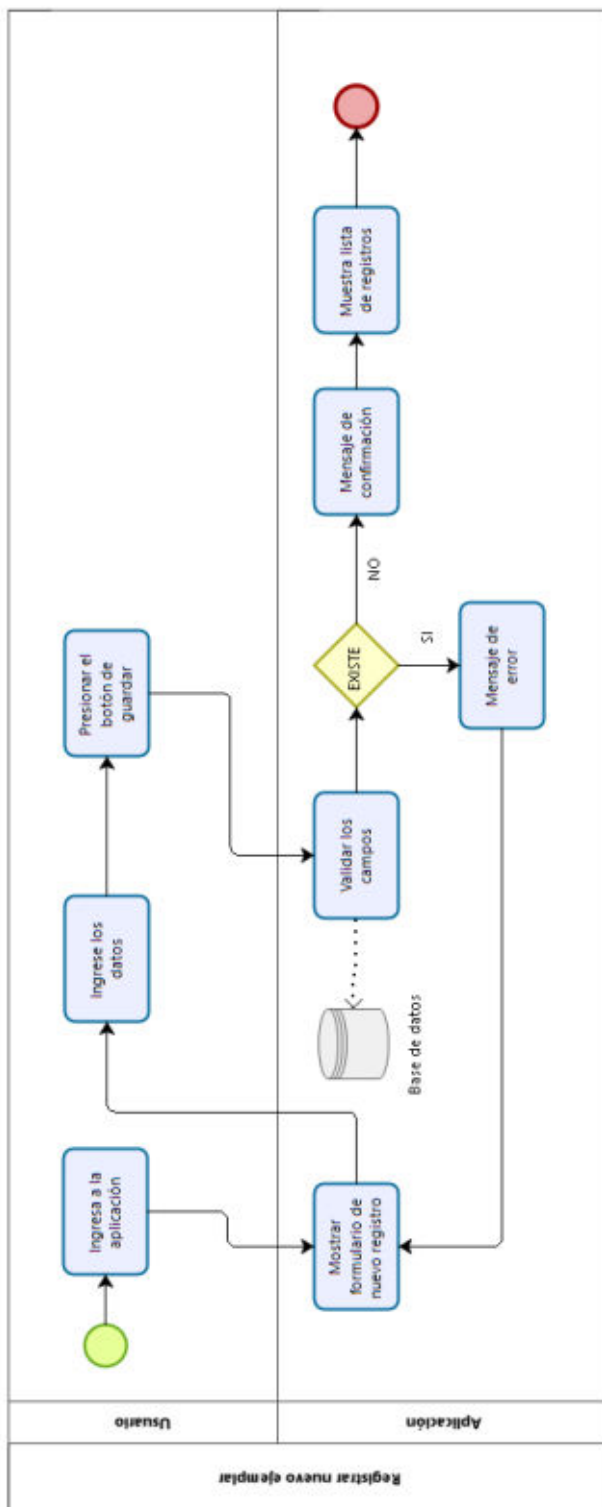 Registrar nuevo ejemplar
Usuario
Ingresa a la
aplicación
Ingrese los
datos
Presionar el
botón de
guardar
Aplicación
Mostrar
formulario de
nuevo registro
Base de datos
Validar los
campos
EXISTE
NO
SI
Mensaje de
error
Mensaje de
confirmación
Muestra lista
de registros